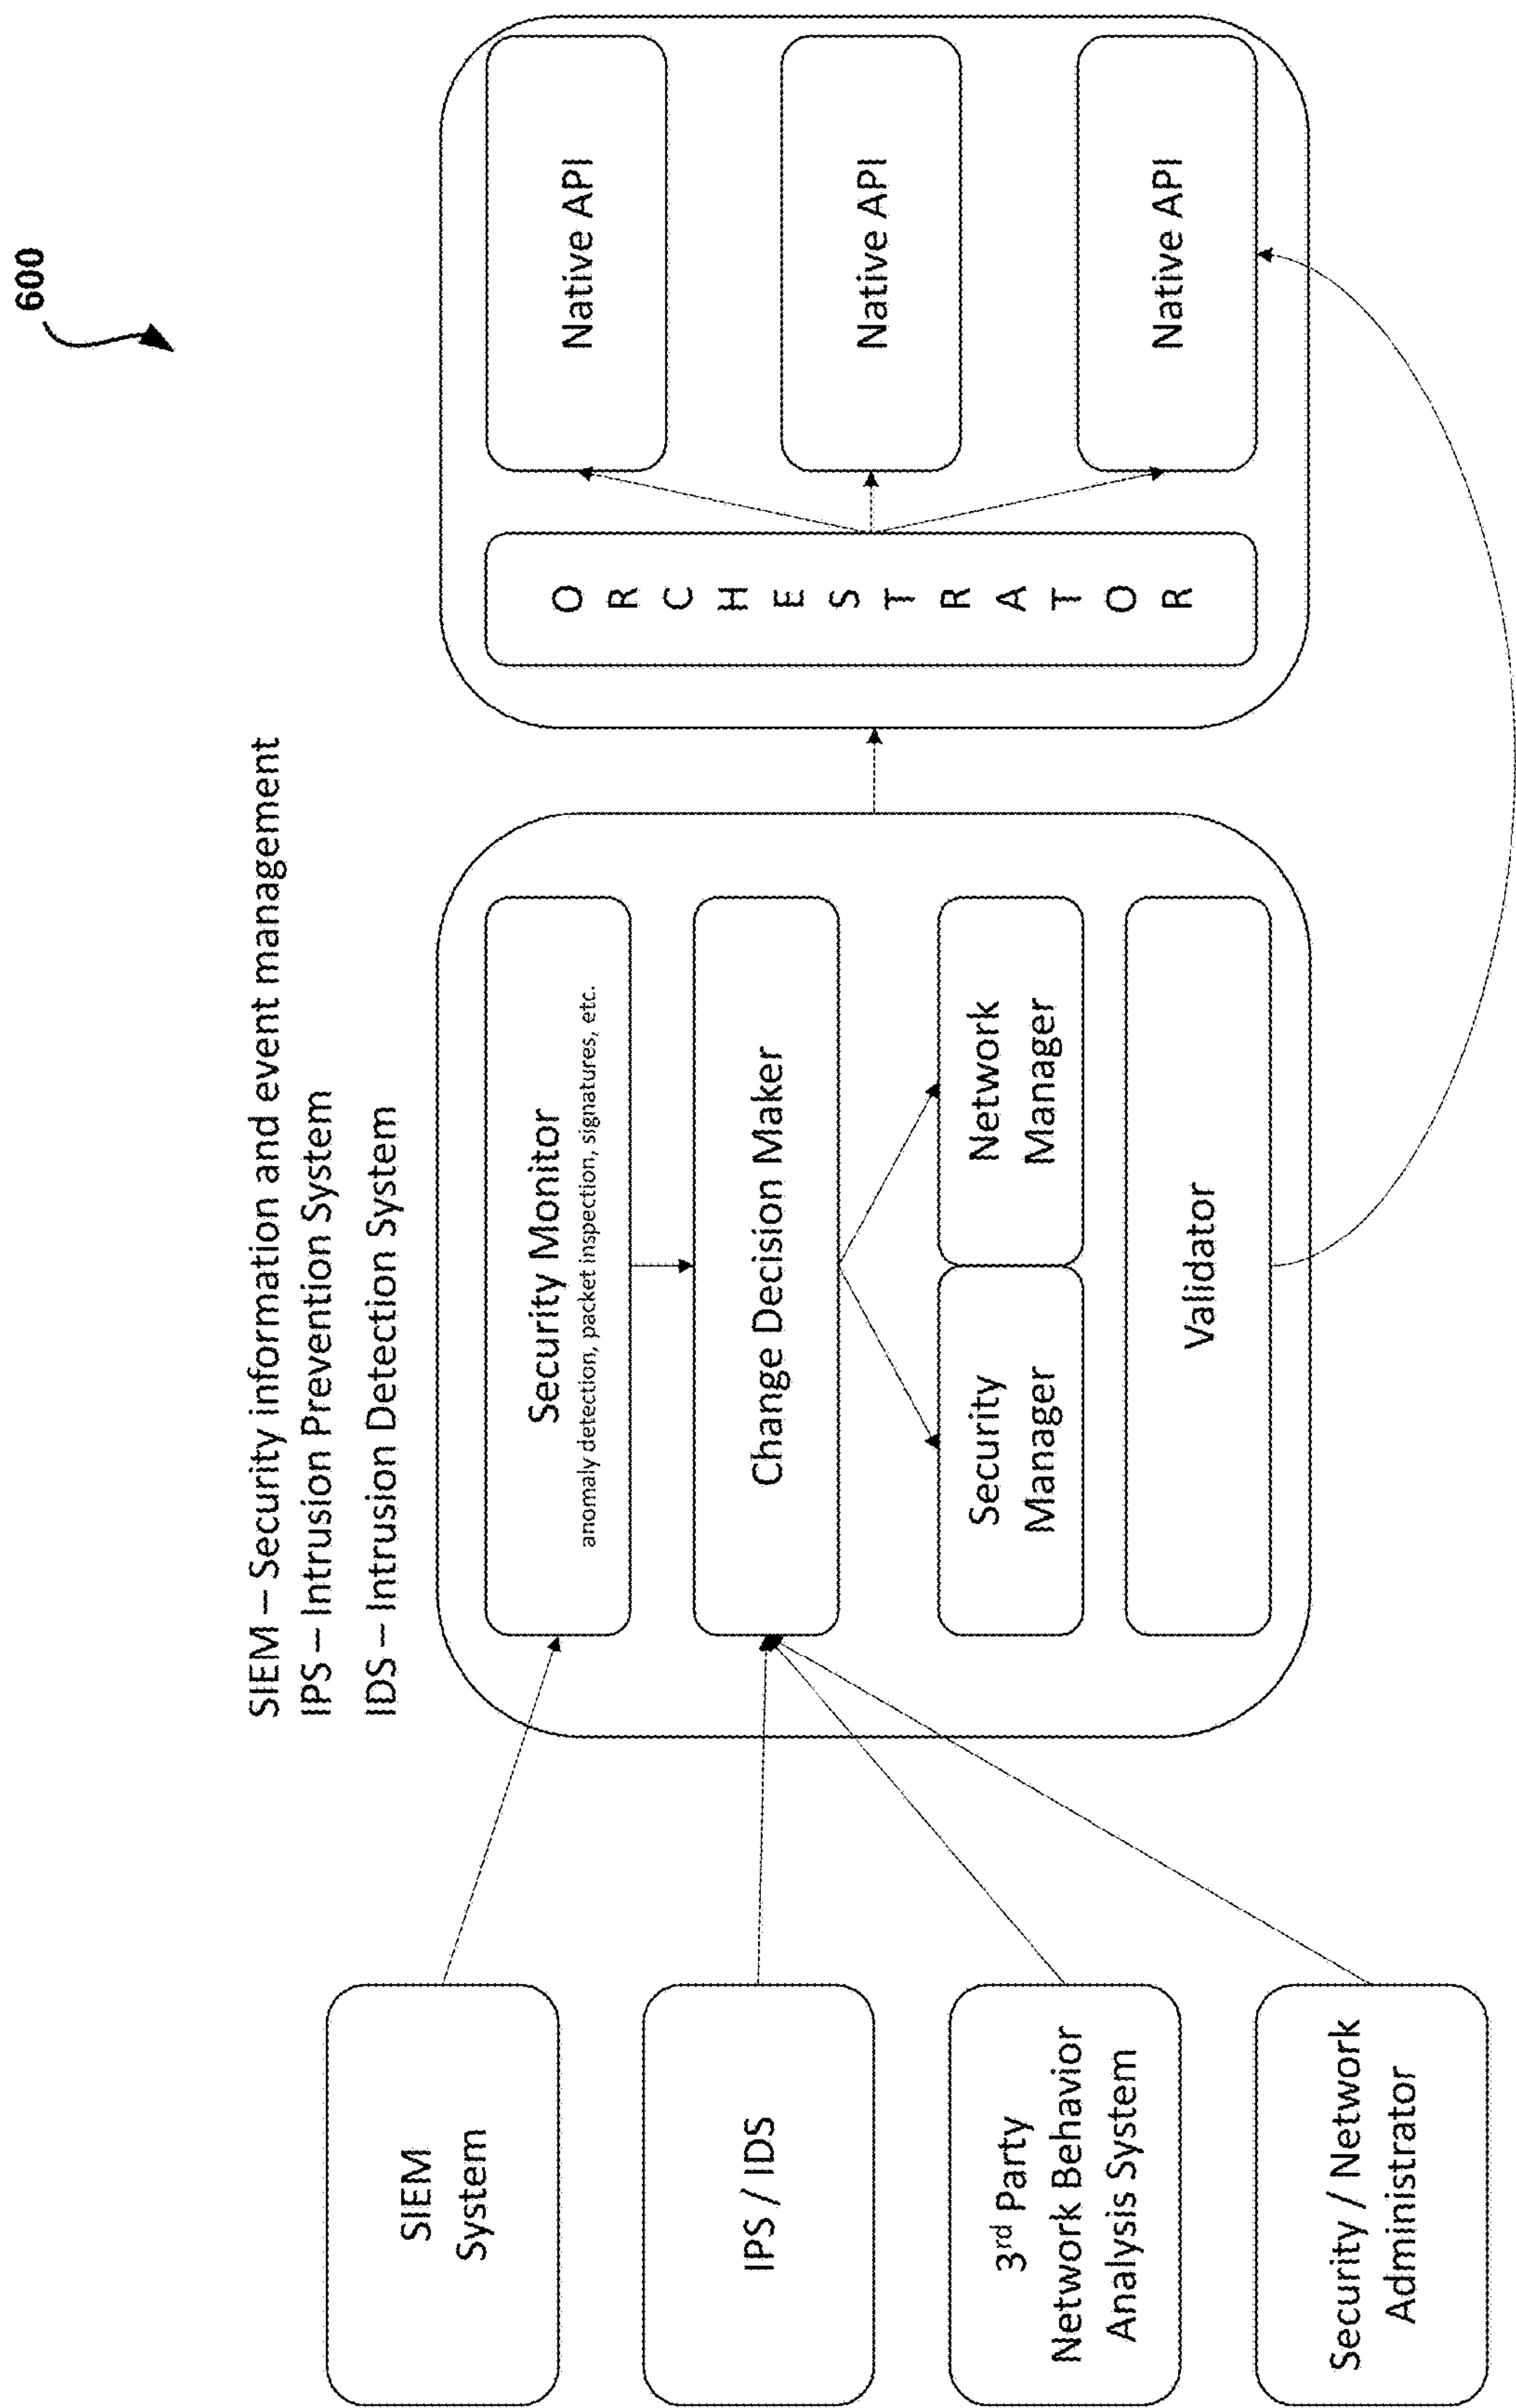 600
SIEM – Security information and event management
IPS – Intrusion Prevention System
IDS – Intrusion Detection System
SIEM
System
IPS / IDS
3rd Party
Network Behavior
Analysis System
Security / Network
Administrator
Security Monitor
anomaly detection, packet inspection, signatures, etc.
Change Decision Maker
Security
Manager
Network
Manager
Validator
O
R
C
H
E
S
T
R
A
T
O
R
Native API
Native API
Native API